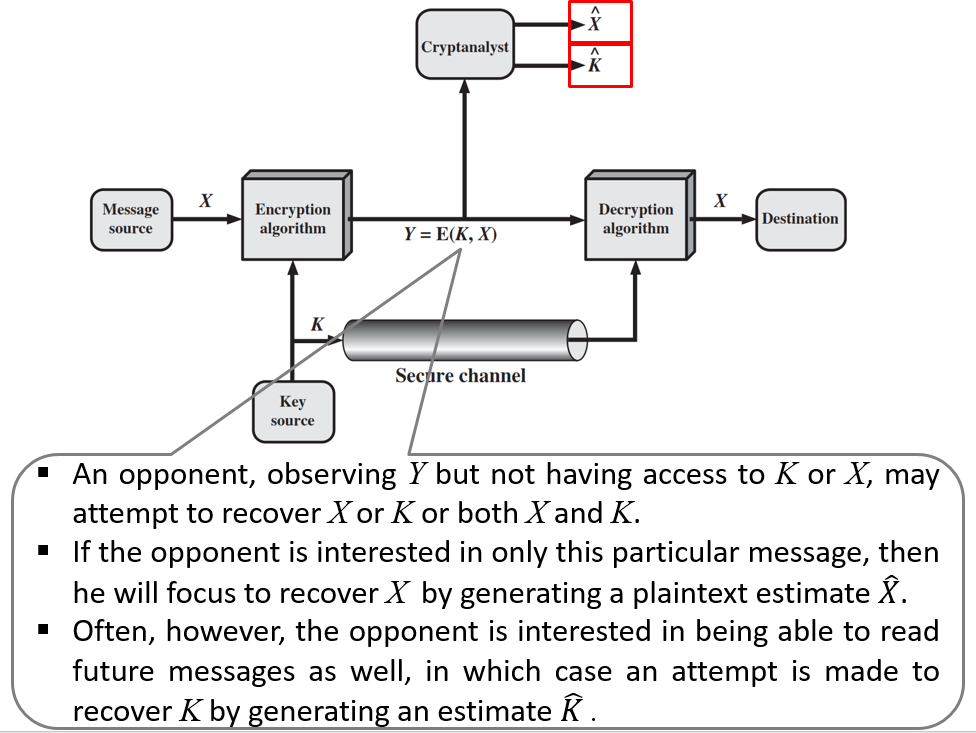 Cryptanalyst
X̂
K̂
Message
source
X
Encryption
algorithm
Y = E(K, X)
Decryption
algorithm
X
Destination
K
Secure channel
Key
source
▪ An opponent, observing Y but not having access to K or X, may
attempt to recover X or K or both X and K.
▪ If the opponent is interested in only this particular message, then
he will focus to recover X by generating a plaintext estimate X̂.
▪ Often, however, the opponent is interested in being able to read
future messages as well, in which case an attempt is made to
recover K by generating an estimate K̂ .